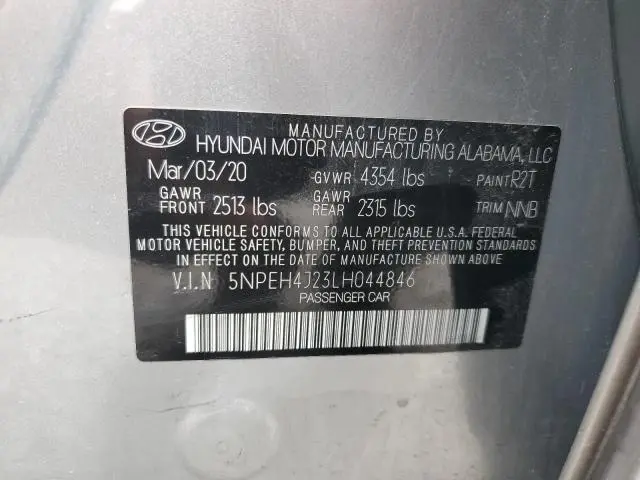 MANUFACTURED BY
HYUNDAI MOTOR MANUFACTURING ALABAMA, LLC
Mar/03/20 GVWR 4354 lbs PAINT R2T
GAWR FRONT 2513 lbs GAWR REAR 2315 lbs TRIM NNB
THIS VEHICLE CONFORMS TO ALL APPLICABLE U.S.A. FEDERAL
MOTOR VEHICLE SAFETY, BUMPER, AND THEFT PREVENTION STANDARDS
IN EFFECT ON THE DATE OF MANUFACTURE SHOWN ABOVE
V.I.N 5NPEH4J23LH044846
PASSENGER CAR